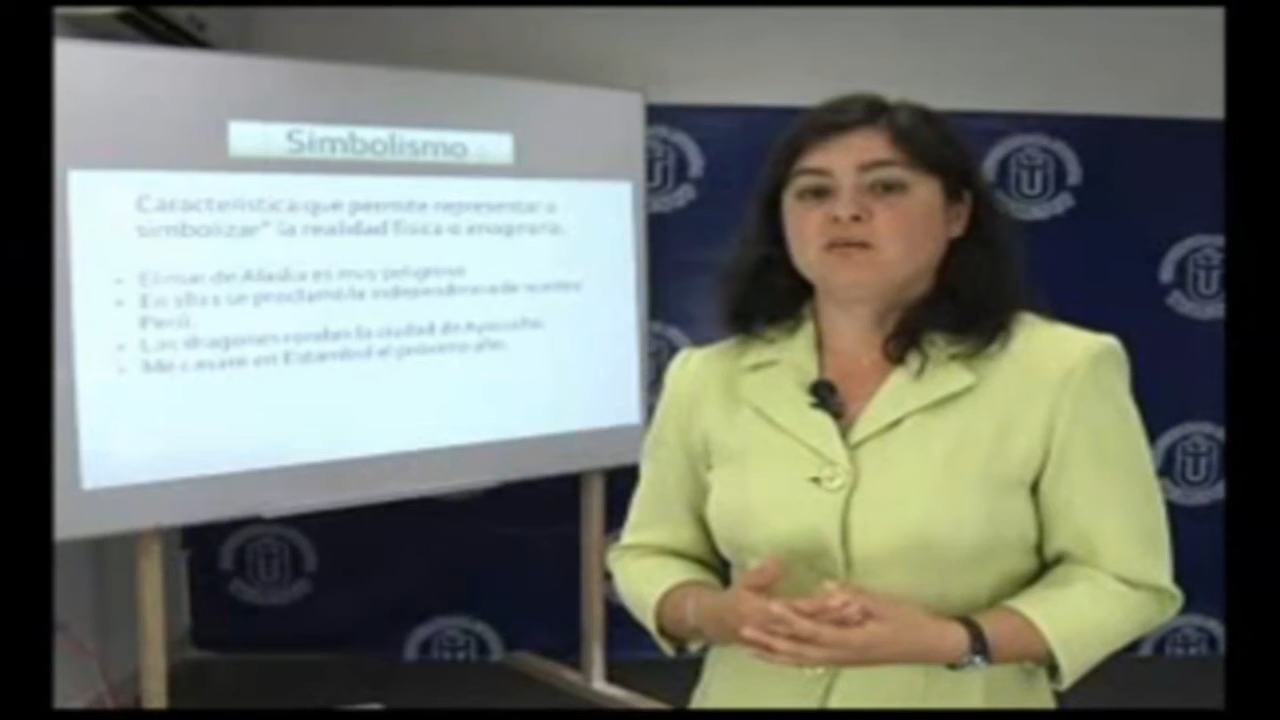 Simbolismo
Característica que permite representar o
simbolizar" la realidad física o
El mar de Alaska es muy peligroso
En ella se proclamó la independencia de nuestro
Perú.
Los dragones rondan la ciudad de Ayacucho.
Me casaré en Estambul el próximo año.
U
U
U
U
U
U